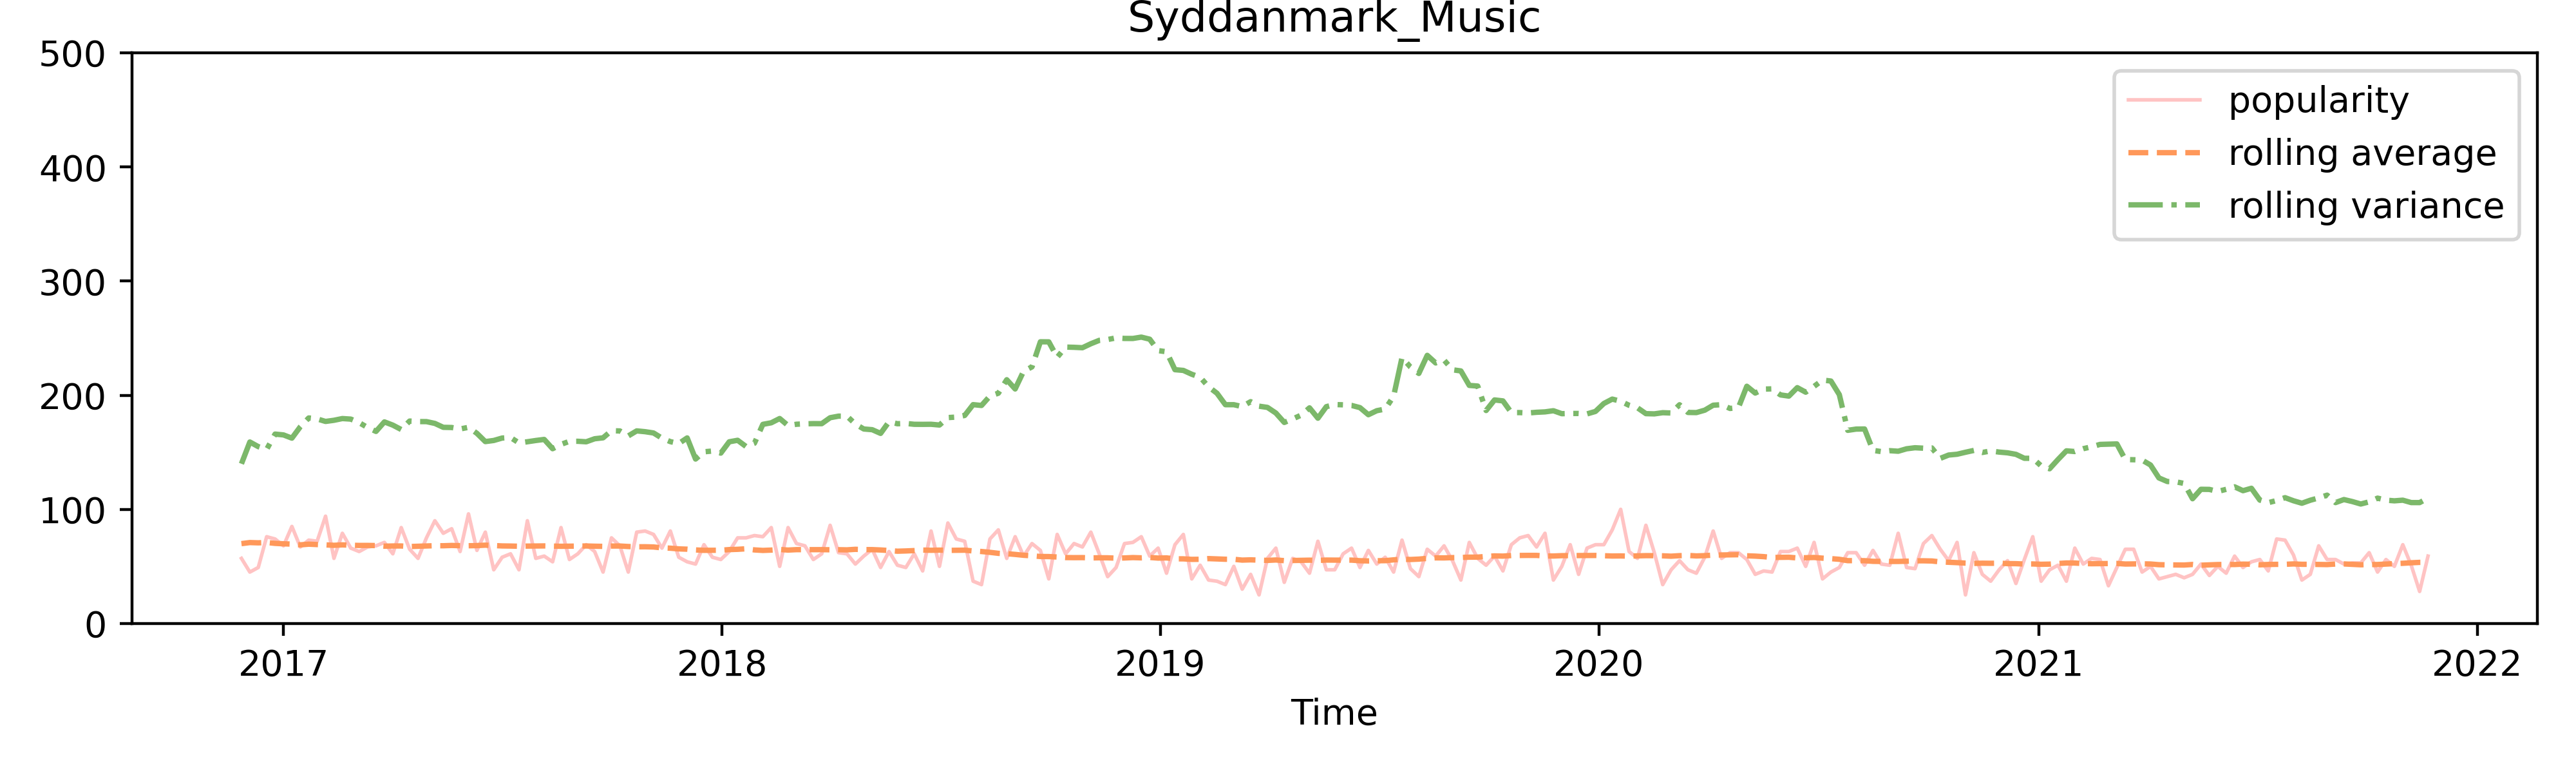 Syddanmark_Music
500
400
300
200
100
0
popularity
rolling average
rolling variance
2017 2018 2019 2020 2021 2022
Time